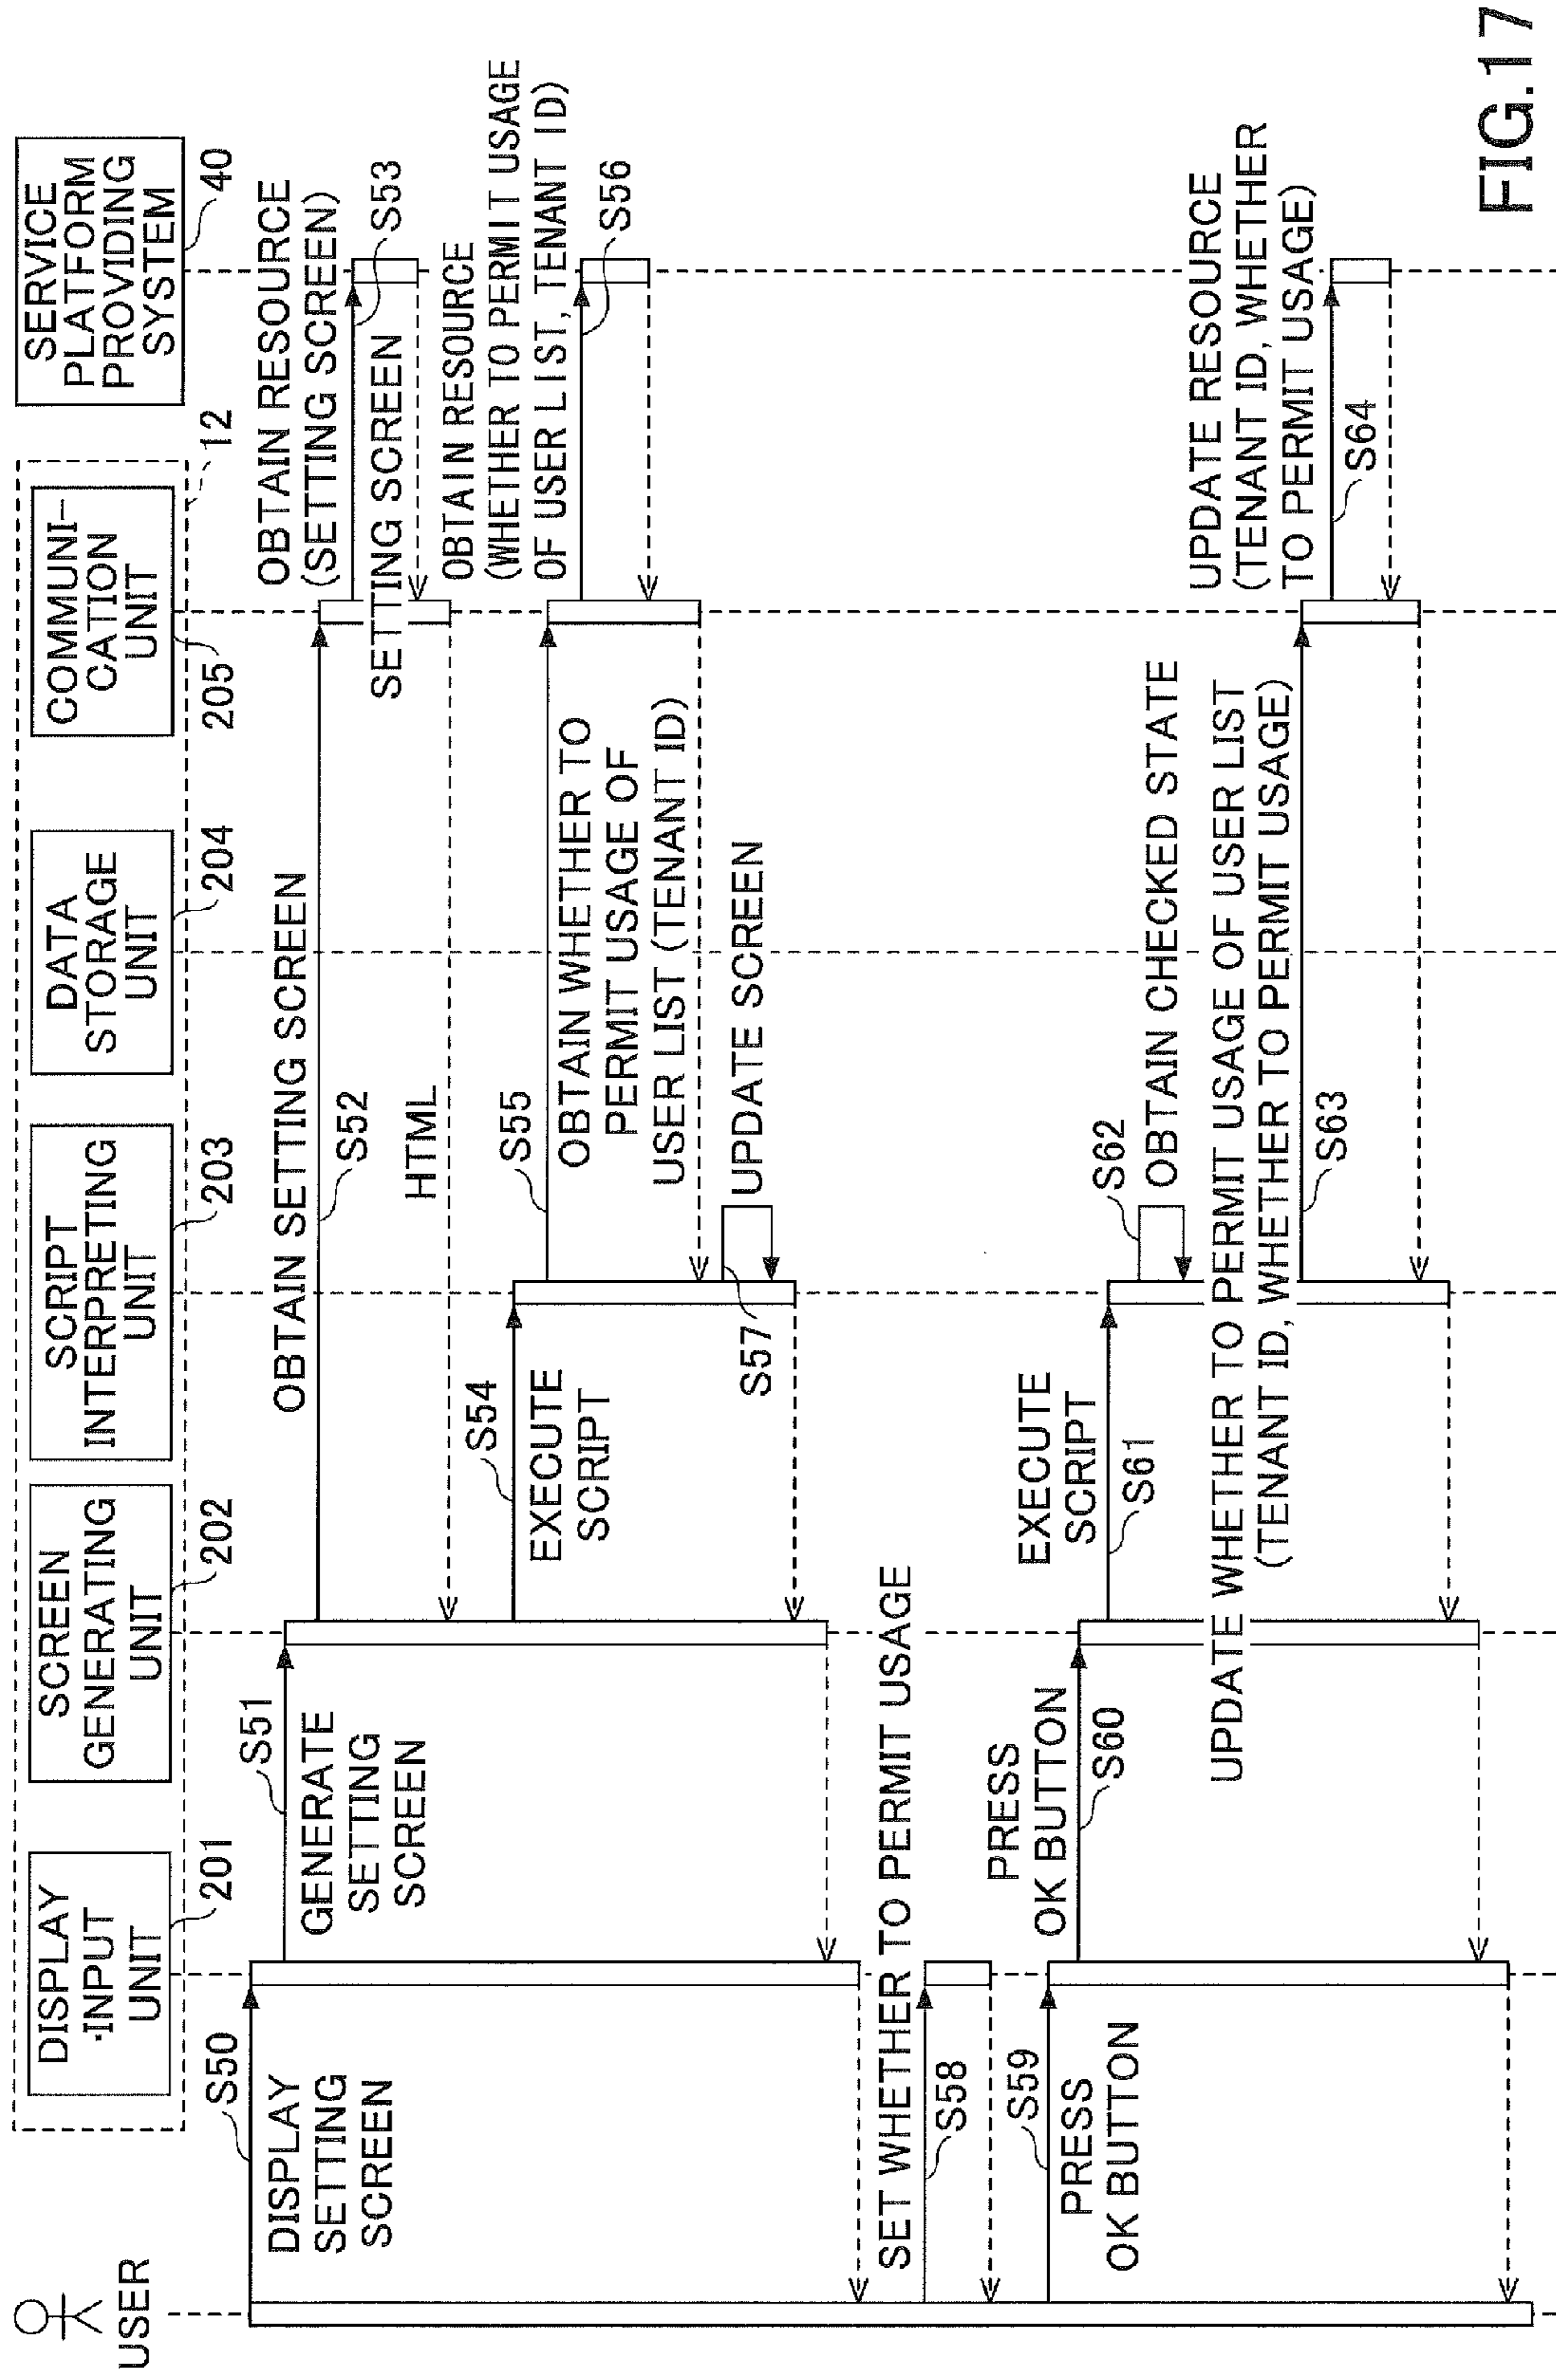 USER
DISPLAY
·INPUT
UNIT
201
SCREEN
GENERATING
UNIT
202
SCRIPT
INTERPRETING
UNIT
203
DATA
STORAGE
UNIT
204
COMMUNI-
CATION
UNIT
205
12
SERVICE
PLATFORM
PROVIDING
SYSTEM
40
S50
DISPLAY
SETTING
SCREEN
S51
GENERATE
SETTING
SCREEN
OBTAIN SETTING SCREEN
S52
OBTAIN RESOURCE
(SETTING SCREEN)
S53
SETTING SCREEN
HTML
S54
EXECUTE
SCRIPT
S55
OBTAIN WHETHER TO
PERMIT USAGE OF
USER LIST (TENANT ID)
OBTAIN RESOURCE
(WHETHER TO PERMIT USAGE
OF USER LIST, TENANT ID)
S56
UPDATE SCREEN
S57
SET WHETHER TO PERMIT USAGE
S58
S59
PRESS
OK BUTTON
PRESS
OK BUTTON
S60
EXECUTE
SCRIPT
S61
S62
OBTAIN CHECKED STATE
UPDATE WHETHER TO PERMIT USAGE OF USER LIST
(TENANT ID, WHETHER TO PERMIT USAGE)
S63
UPDATE RESOURCE
(TENANT ID, WHETHER
TO PERMIT USAGE)
S64
FIG.17